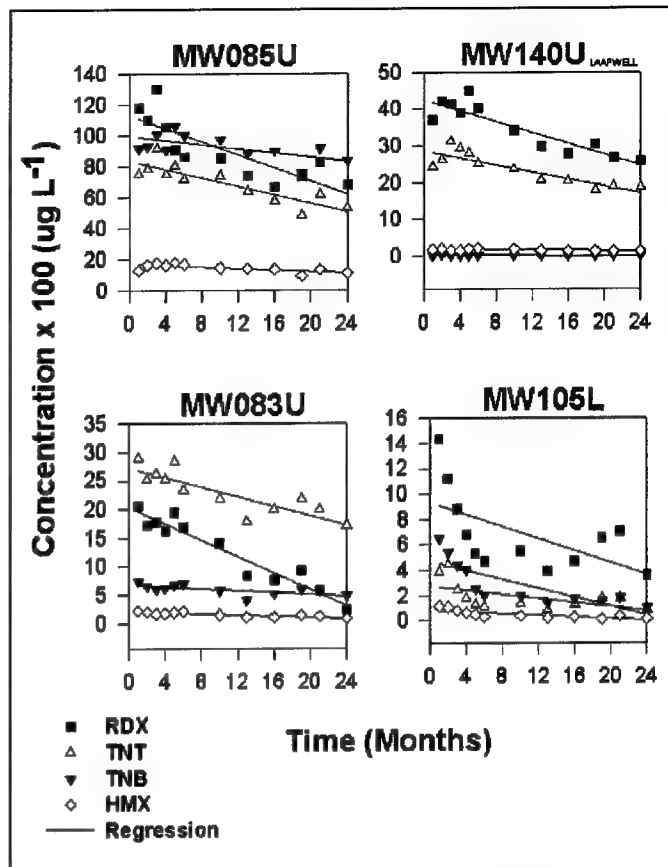 MW085U
MW140U LAAPWELL
140
120
100
80
60
40
20
0
50
40
30
20
10
0
0 4 8 12 16 20 24
0 4 8 12 16 20 24
Concentration x 100 (ug L-1)
MW083U
MW105L
35
30
25
20
15
10
5
0
16
14
12
10
8
6
4
2
0
0 4 8 12 16 20 24
0 4 8 12 16 20 24
Time (Months)
RDX
TNT
TNB
HMX
Regression